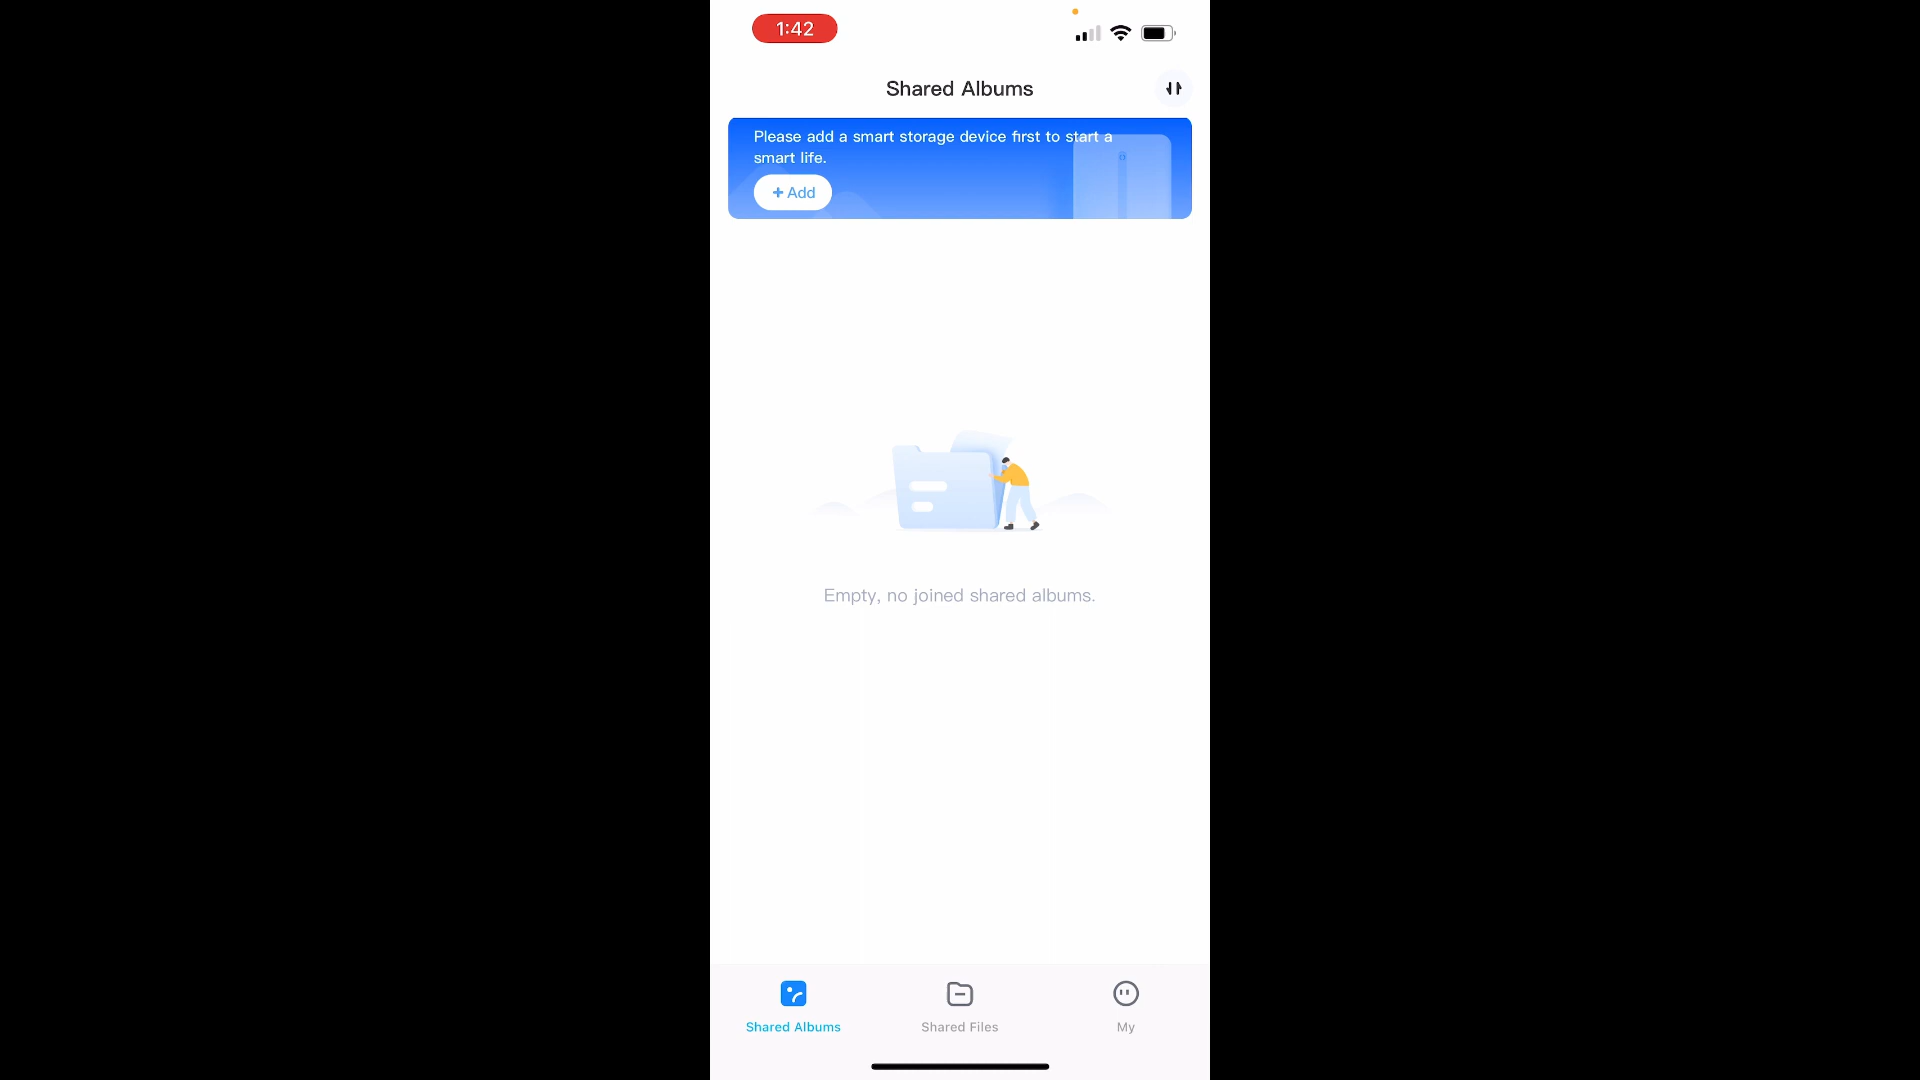 1:42
Shared Albums
Please add a smart storage device first to start a
smart life.
+ Add
Empty, no joined shared albums.
Shared Albums
Shared Files
My